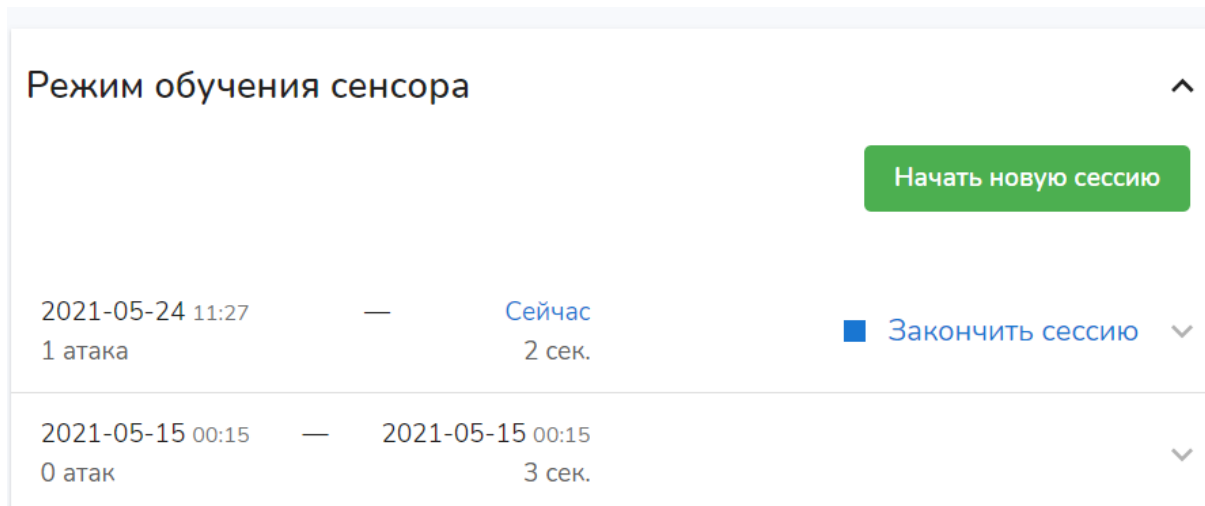 Режим обучения сенсора
Начать новую сессию
2021-05-24 11:27 — Сейчас
Закончить сессию
1 атака 2 сек.
2021-05-15 00:15 — 2021-05-15 00:15
0 атак 3 сек.